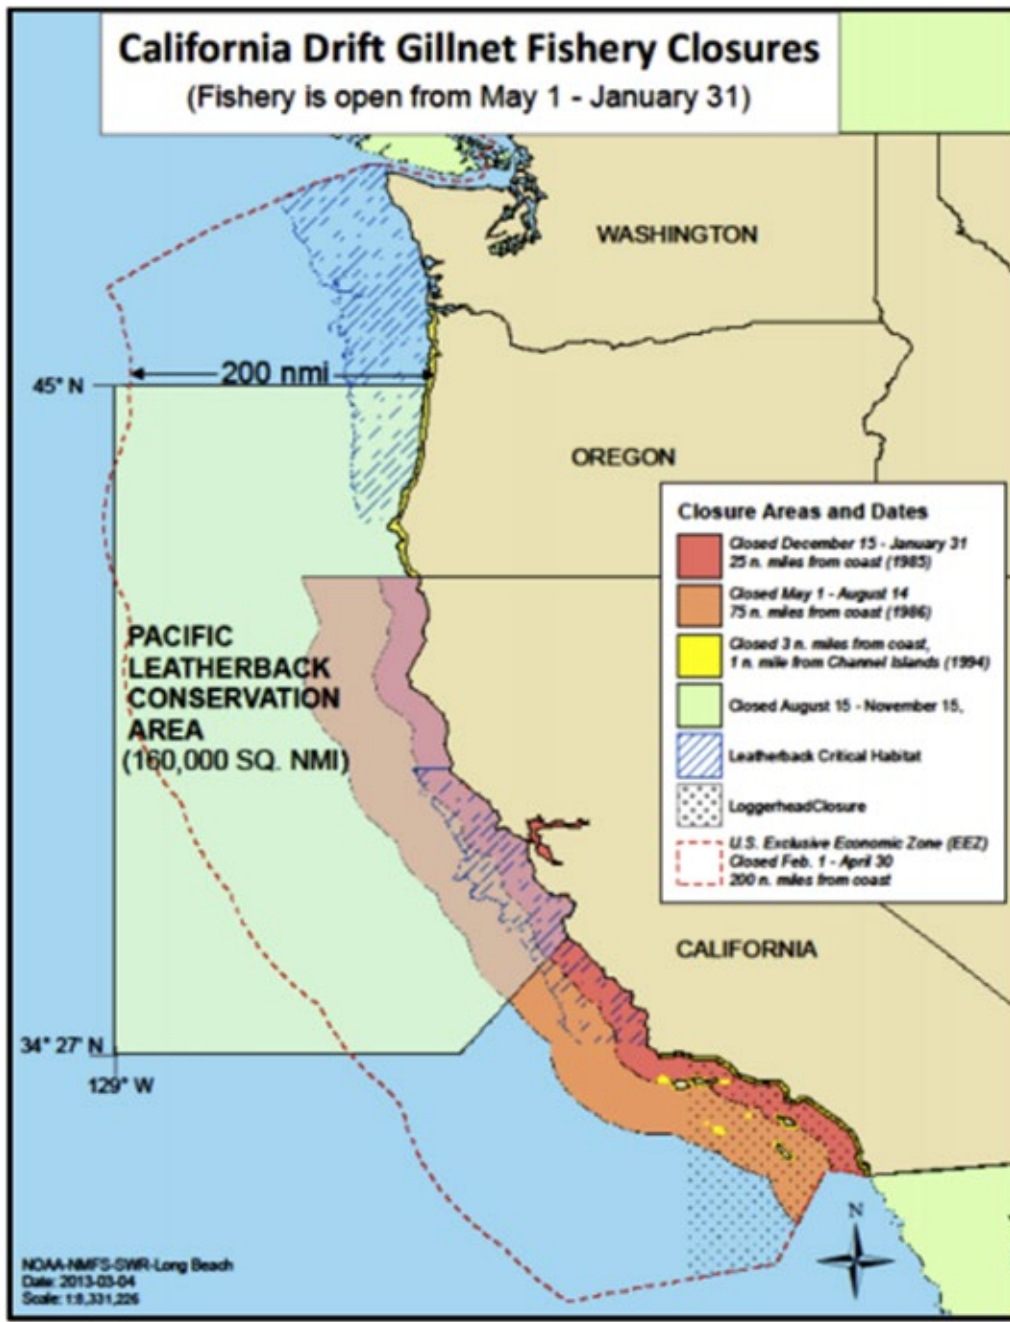 California Drift Gillnet Fishery Closures
(Fishery is open from May 1 - January 31)
WASHINGTON
200 nmi
45° N
OREGON
Closure Areas and Dates
Closed December 15 - January 31
25 n. miles from coast (1985)
Closed May 1 - August 14
75 n. miles from coast (1986)
Closed 3 n. miles from coast,
1 n. mile from Channel Islands (1994)
Closed August 15 - November 15,
Leatherback Critical Habitat
LoggerheadClosure
U.S. Exclusive Economic Zone (EEZ)
Closed Feb. 1 - April 30
200 n. miles from coast
PACIFIC
LEATHERBACK
CONSERVATION
AREA
(160,000 SQ. NMI)
CALIFORNIA
34° 27' N
129° W
N
NOAA-NMFS-SWR-Long Beach
Date: 2013-03-04
Scale: 1:8,331,226